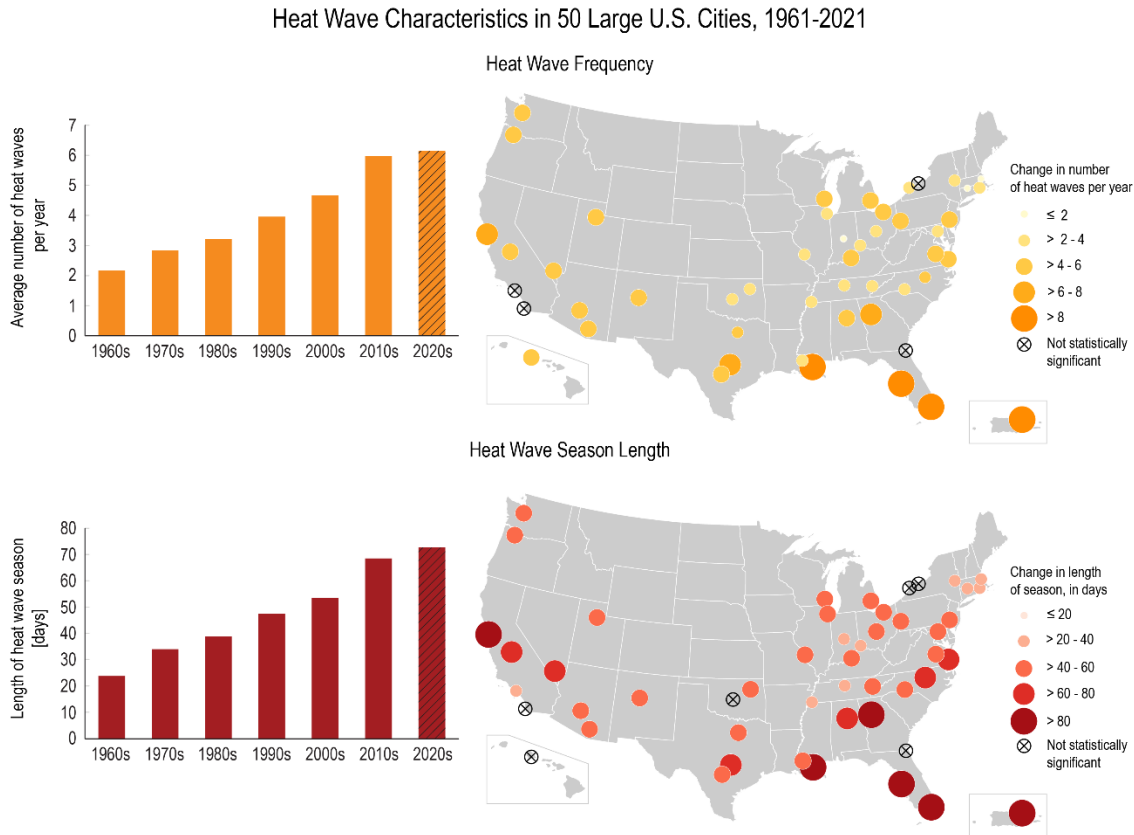 Heat Wave Characteristics in 50 Large U.S. Cities, 1961-2021
Heat Wave Frequency
Average number of heat waves
per year
7
6
5
4
3
2
1
0
1960s 1970s 1980s 1990s 2000s 2010s 2020s
Change in number
of heat waves per year
≤ 2
> 2 - 4
> 4 - 6
> 6 - 8
> 8
Not statistically
significant
Heat Wave Season Length
Length of heat wave season
[days]
80
70
60
50
40
30
20
10
0
1960s 1970s 1980s 1990s 2000s 2010s 2020s
Change in length
of season, in days
≤ 20
> 20 - 40
> 40 - 60
> 60 - 80
> 80
Not statistically
significant